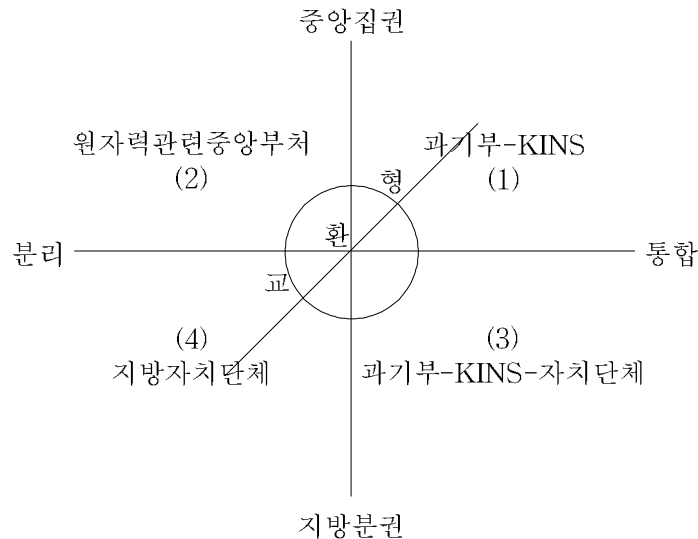 중앙집권
원자력관련중앙부처
(2)
과기부-KINS
(1)
형
환
교
분리
통합
(4)
지방자치단체
(3)
과기부-KINS-자치단체
지방분권